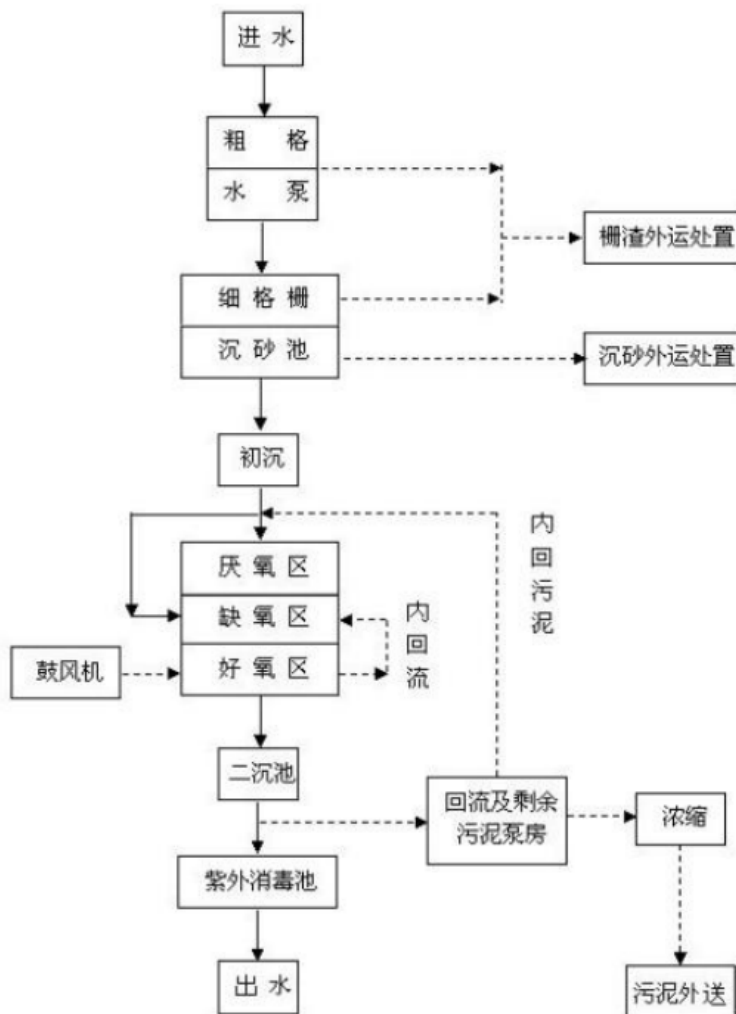 进水
粗格
水泵
栅渣外运处置
细格栅
沉砂池
沉砂外运处置
初沉
内回污泥
厌氧区
缺氧区
内回流
好氧区
鼓风机
二沉池
回流及剩余
污泥泵房
浓缩
紫外消毒池
出水
污泥外送